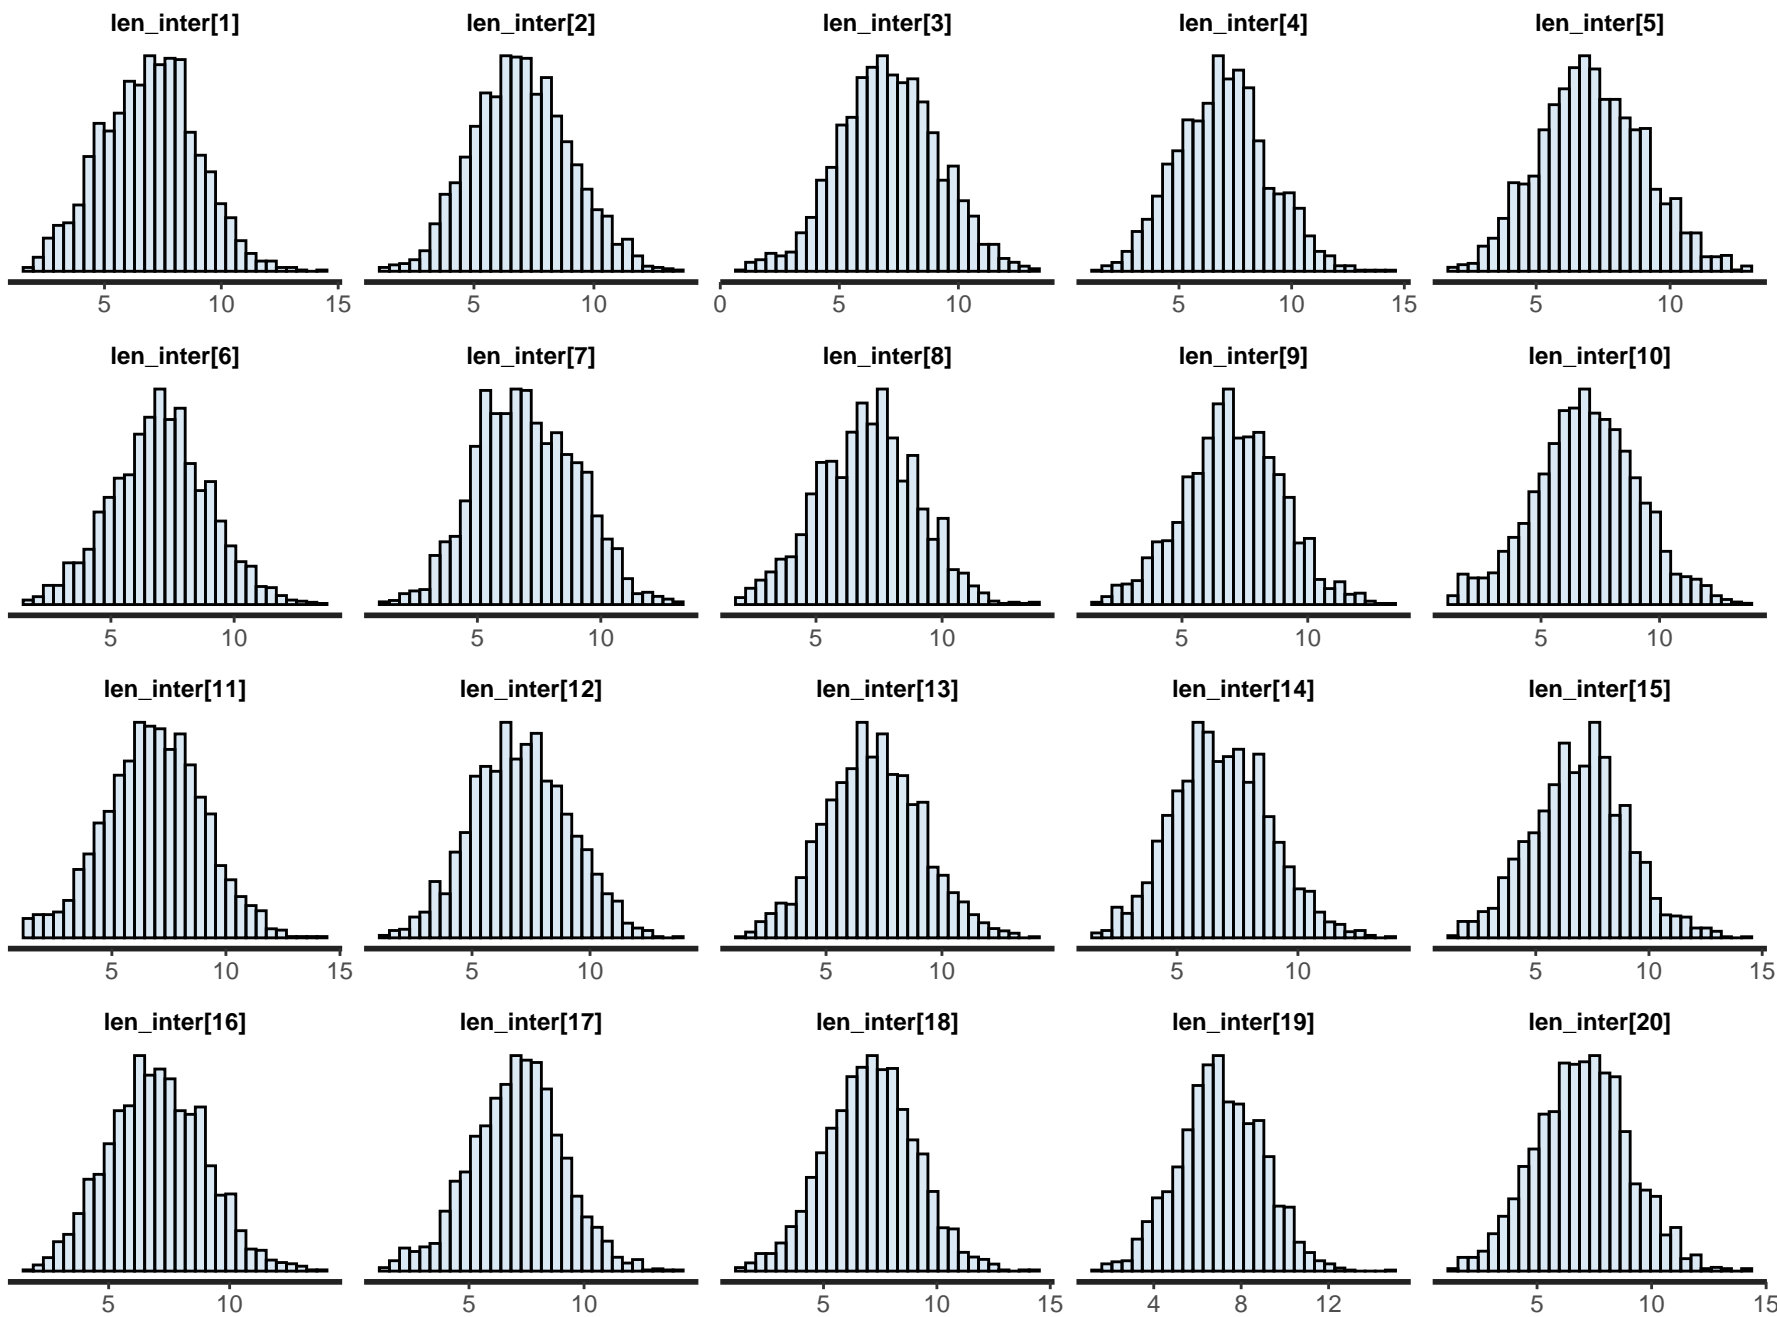 len_inter[1] len_inter[2] len_inter[3] len_inter[4] len_inter[5]
5 10 15 5 10 0 5 10 5 10 15 5 10
len_inter[6] len_inter[7] len_inter[8] len_inter[9] len_inter[10]
5 10 5 10 5 10 5 10 5 10
len_inter[11] len_inter[12] len_inter[13] len_inter[14] len_inter[15]
5 10 15 5 10 5 10 5 10 5 10 15
len_inter[16] len_inter[17] len_inter[18] len_inter[19] len_inter[20]
5 10 5 10 5 10 15 4 8 12 5 10 15